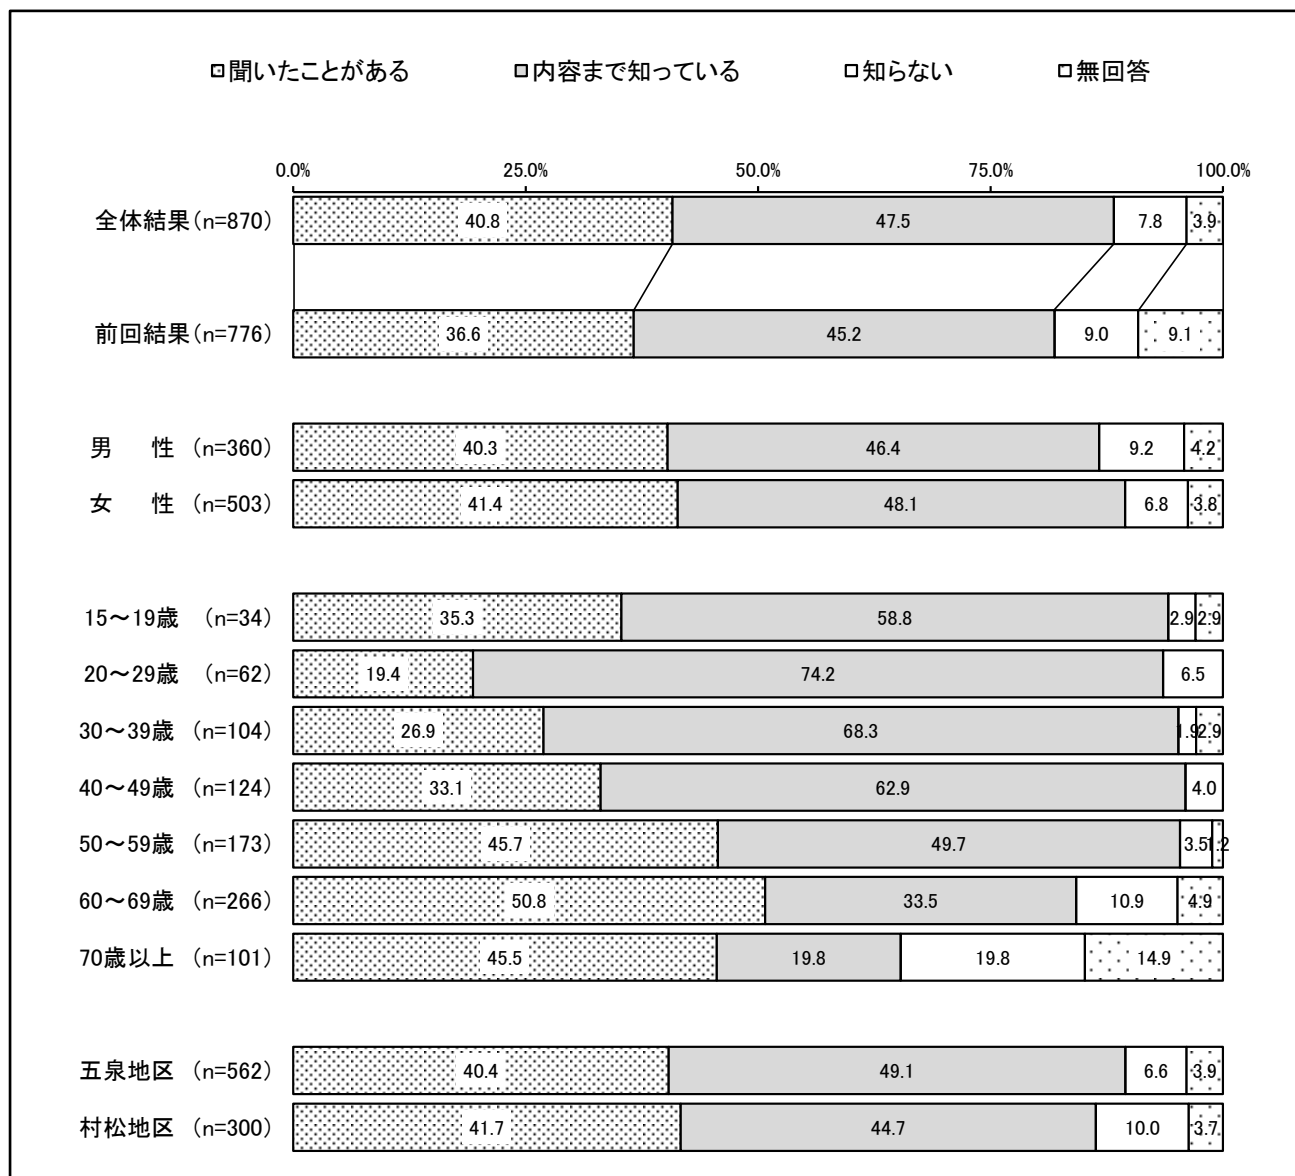 聞いたことがある 内容まで知っている 知らない 無回答
0.0% 25.0% 50.0% 75.0% 100.0%
全体結果(n=870) 40.8 47.5 7.8 3.9
前回結果(n=776) 36.6 45.2 9.0 9.1
男 性 (n=360) 40.3 46.4 9.2 4.2
女 性 (n=503) 41.4 48.1 6.8 3.8
15～19歳 (n=34) 35.3 58.8 2.9 2.9
20～29歳 (n=62) 19.4 74.2 6.5
30～39歳 (n=104) 26.9 68.3 1.9 2.9
40～49歳 (n=124) 33.1 62.9 4.0
50～59歳 (n=173) 45.7 49.7 3.5 1.2
60～69歳 (n=266) 50.8 33.5 10.9 4.9
70歳以上 (n=101) 45.5 19.8 19.8 14.9
五泉地区 (n=562) 40.4 49.1 6.6 3.9
村松地区 (n=300) 41.7 44.7 10.0 3.7